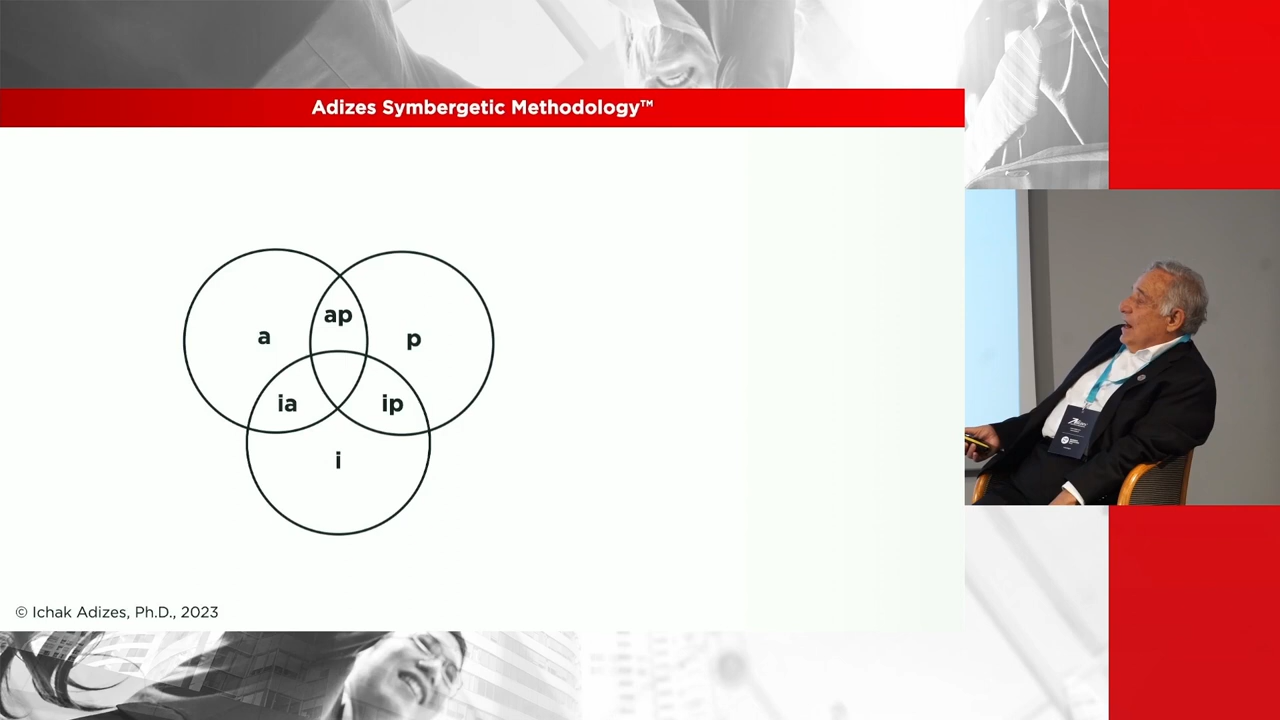 Adizes Symbergetic Methodology™
ap
a
p
ia
ip
i
© Ichak Adizes, Ph.D., 2023